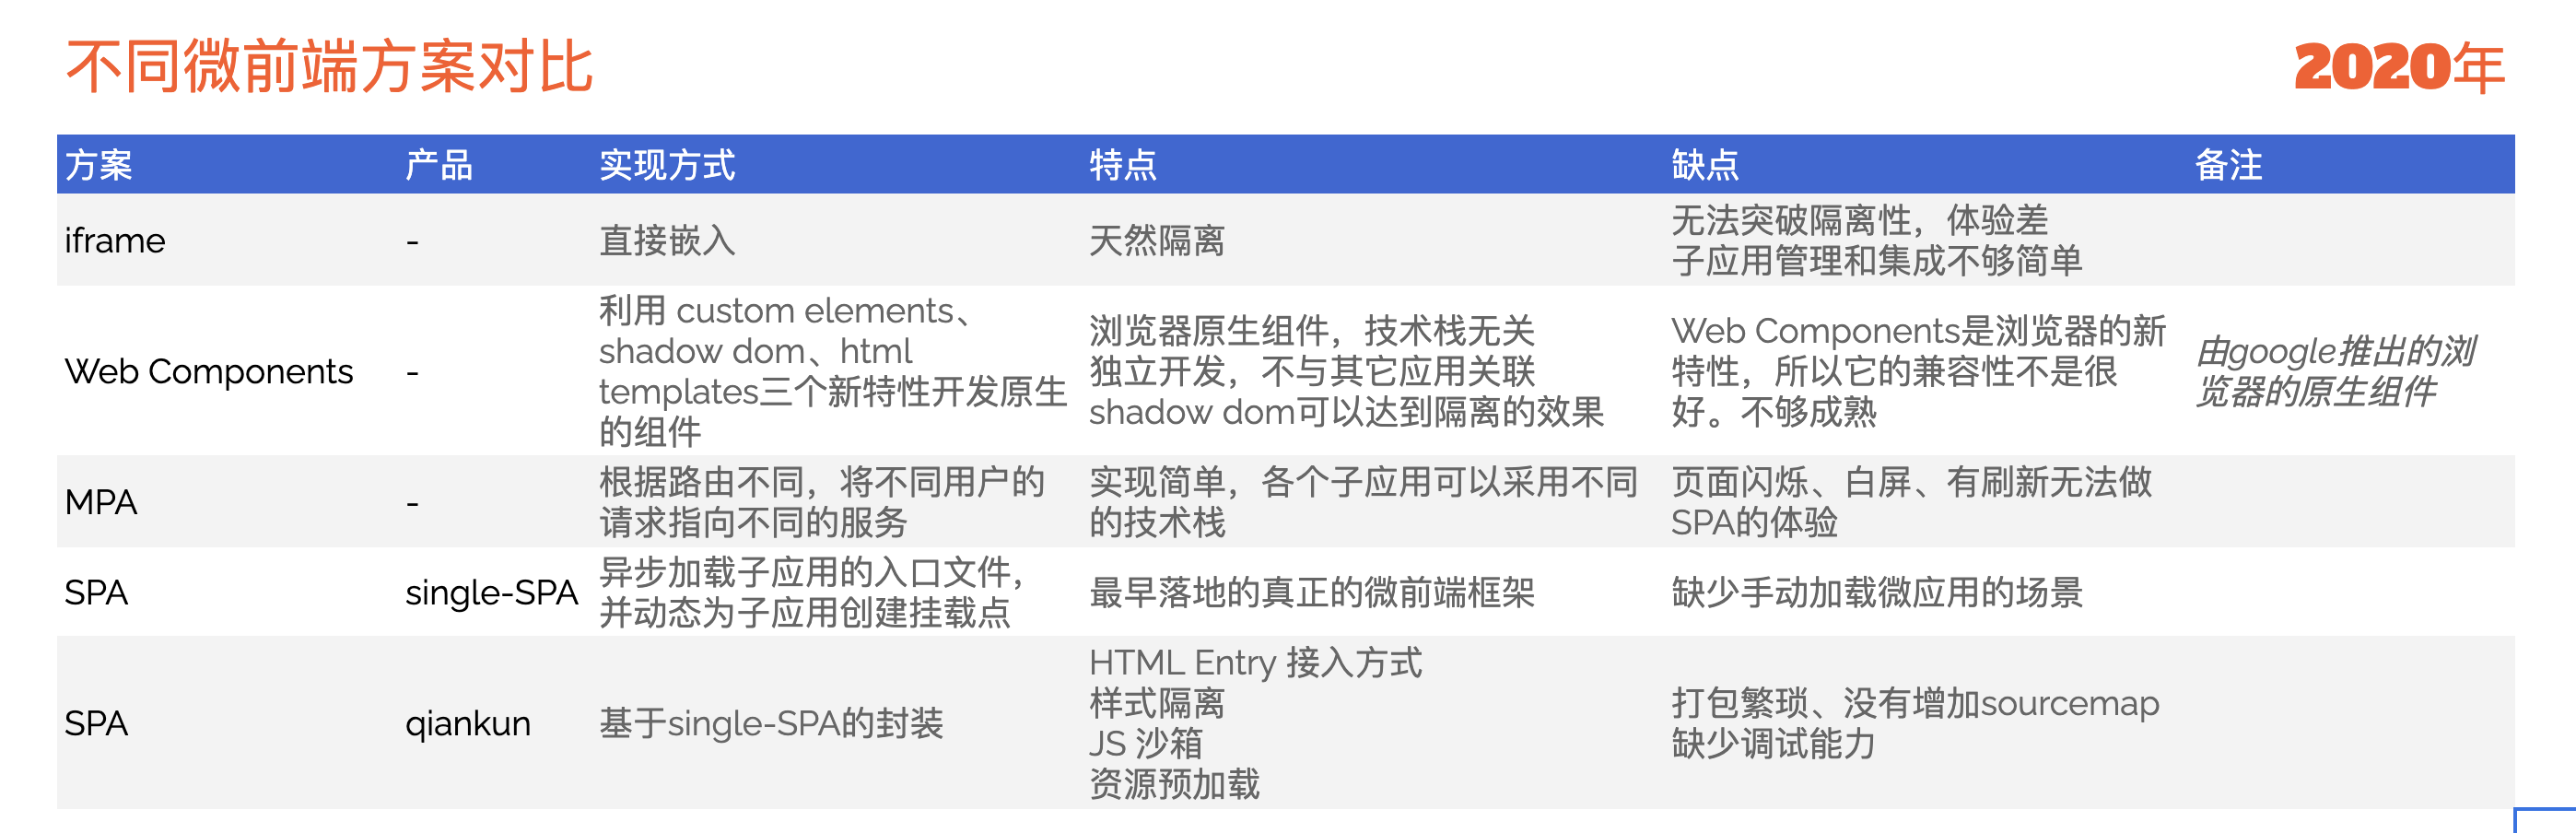 不同微前端方案对比
2020年
方案 产品 实现方式 特点 缺点 备注
iframe
-
直接嵌入
天然隔离
无法突破隔离性，体验差
子应用管理和集成不够简单
Web Components
-
利用 custom elements、
shadow dom、html
templates三个新特性开发原生
的组件
浏览器原生组件，技术栈无关
独立开发，不与其它应用关联
shadow dom可以达到隔离的效果
Web Components是浏览器的新
特性，所以它的兼容性不是很
好。不够成熟
由google推出的浏
览器的原生组件
MPA
-
根据路由不同，将不同用户的
请求指向不同的服务
实现简单，各个子应用可以采用不同
的技术栈
页面闪烁、白屏、有刷新无法做
SPA的体验
SPA
single-SPA
异步加载子应用的入口文件，
并动态为子应用创建挂载点
最早落地的真正的微前端框架
缺少手动加载微应用的场景
SPA
qiankun
基于single-SPA的封装
HTML Entry 接入方式
样式隔离
JS 沙箱
资源预加载
打包繁琐、没有增加sourcemap
缺少调试能力